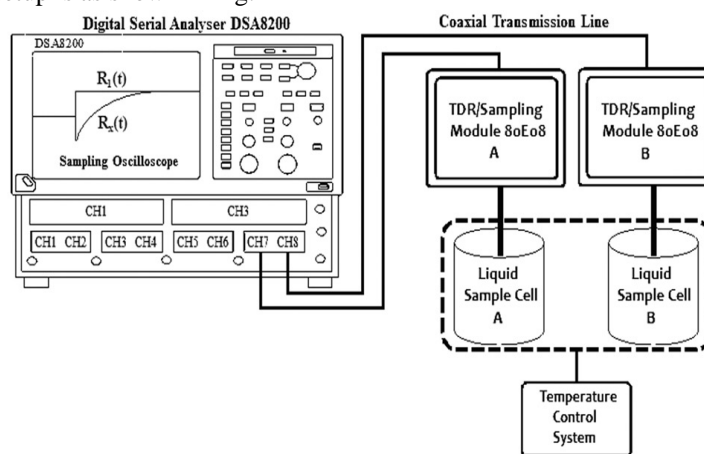 Digital Serial Analyser DSA8200
Coaxial Transmission Line
DSA8200
R₁(t)
Rₓ(t)
Sampling Oscilloscope
CH1
CH3
CH1 CH2
CH3 CH4
CH5 CH6
CH7 CH8
TDR/Sampling
Module 80E08
A
TDR/Sampling
Module 80E08
B
Liquid
Sample Cell
A
Liquid
Sample Cell
B
Temperature
Control
System